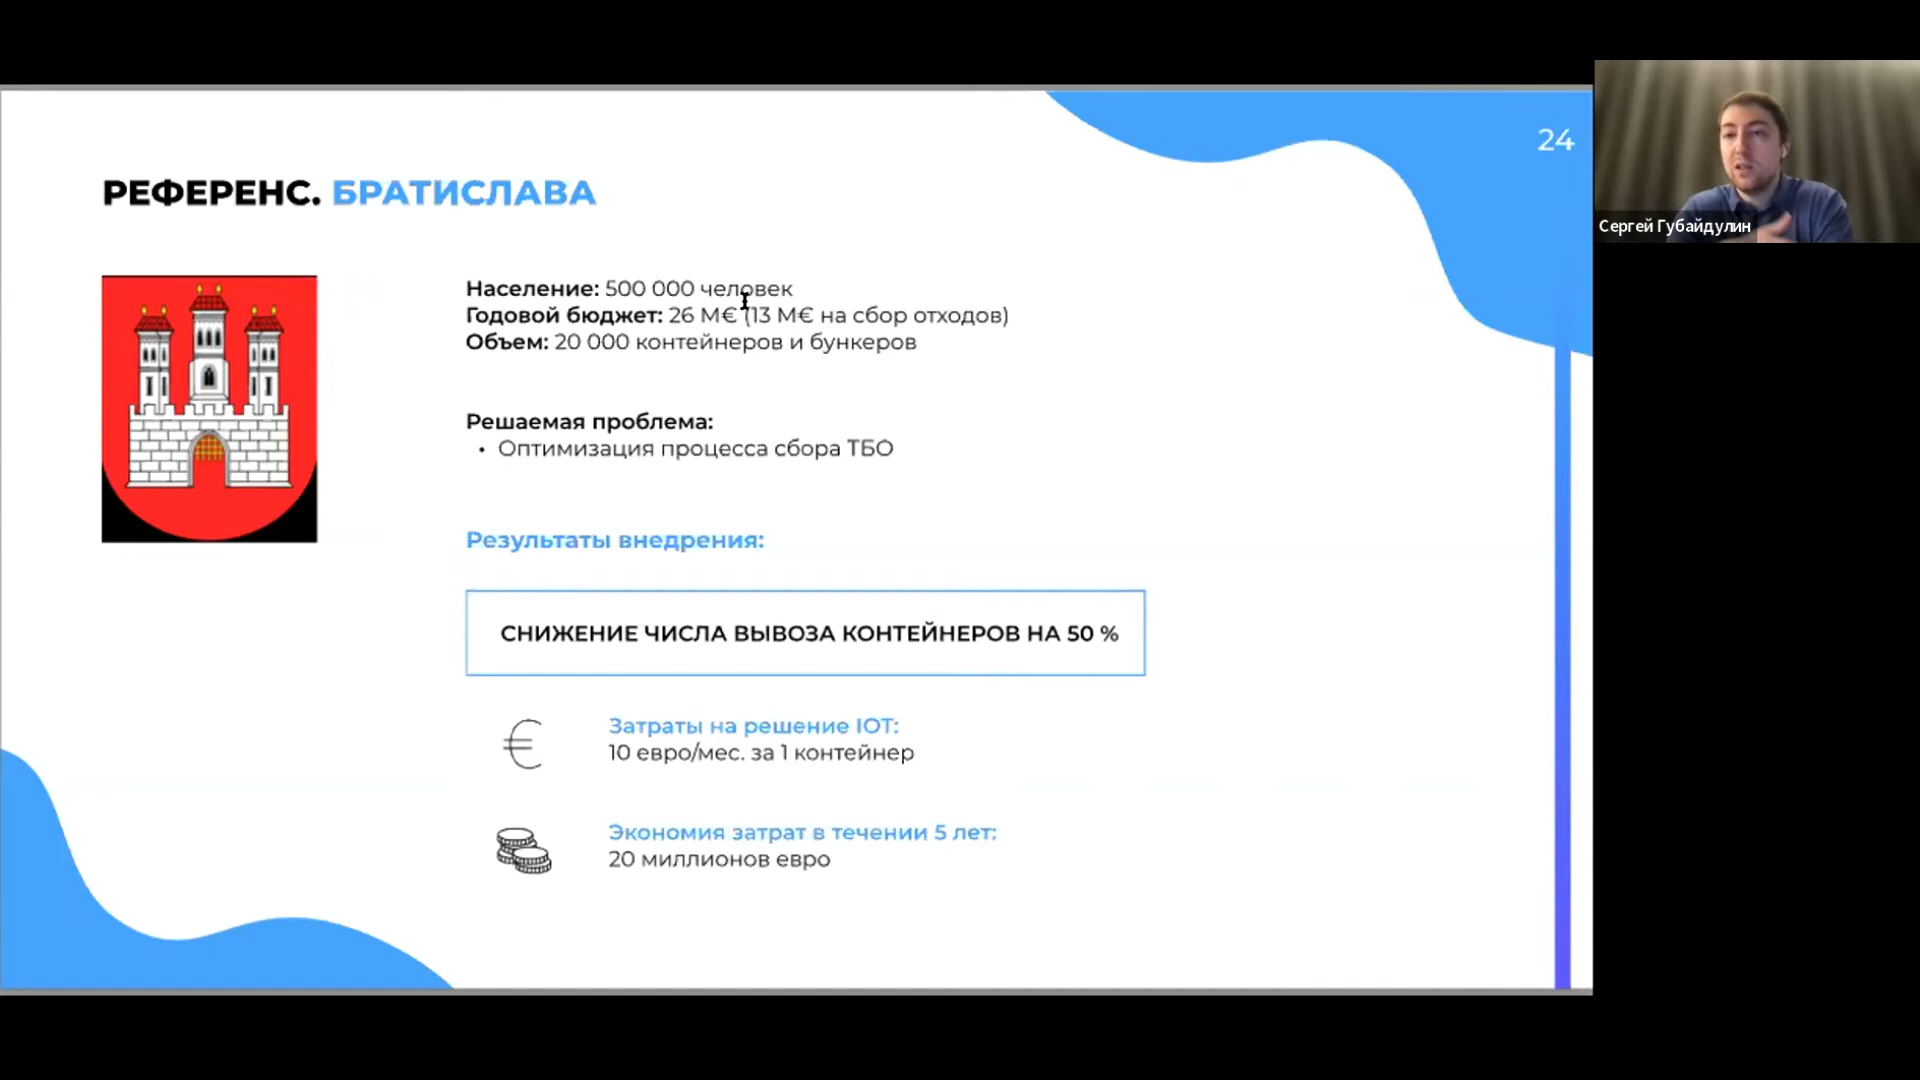 24
РЕФЕРЕНС. БРАТИСЛАВА
Сергей Губайдулин
Население: 500 000 человек
Годовой бюджет: 26 М€ (13 М€ на сбор отходов)
Объем: 20 000 контейнеров и бункеров
Решаемая проблема:
• Оптимизация процесса сбора ТБО
Результаты внедрения:
СНИЖЕНИЕ ЧИСЛА ВЫВОЗА КОНТЕЙНЕРОВ НА 50 %
€
Затраты на решение IOT:
10 евро/мес. за 1 контейнер
Экономия затрат в течении 5 лет:
20 миллионов евро